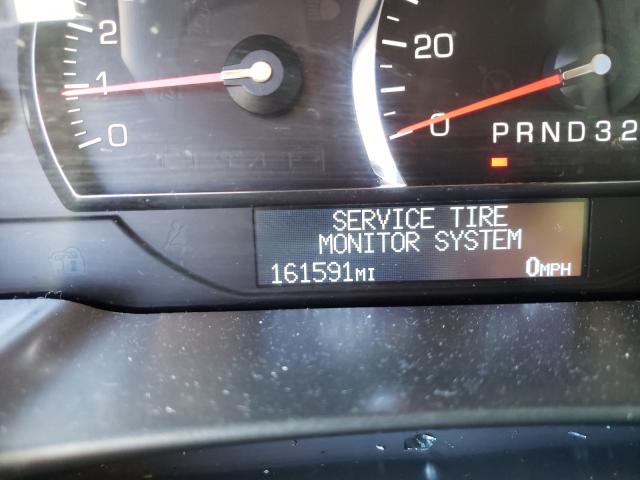 2
1
0
20
0
PRND32
SERVICE TIRE
MONITOR SYSTEM
161591MI 0MPH